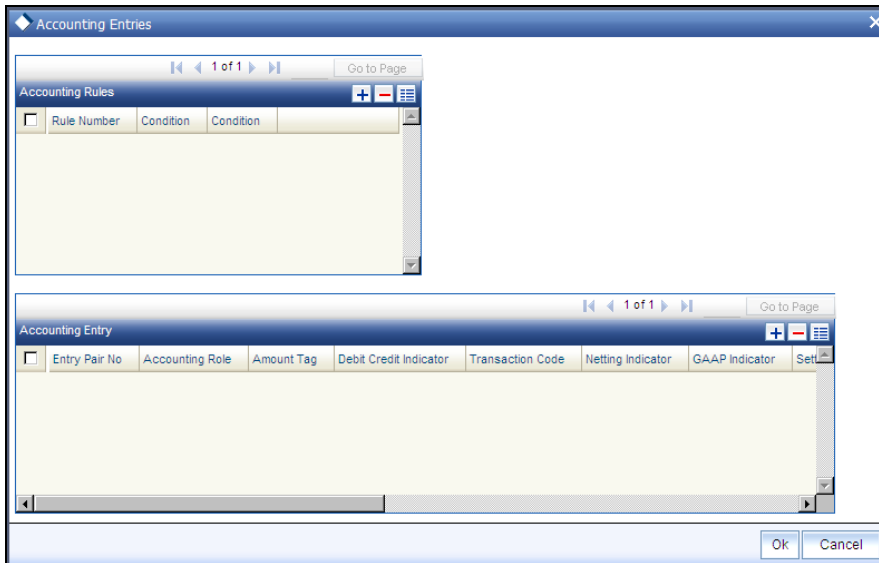 Accounting Entries
1 of 1 Go to Page
Accounting Rules
Rule Number Condition Condition
1 of 1 Go to Page
Accounting Entry
Entry Pair No Accounting Role Amount Tag Debit Credit Indicator Transaction Code Netting Indicator GAAP Indicator Sett
Ok Cancel